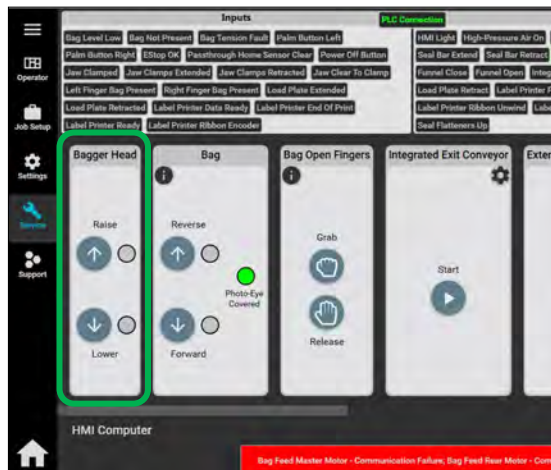 Inputs
PLC Connection
Bag Level Low Bag Not Present Bag Tension Fault Palm Button Left
Palm Button Right EStop OK Passthrough Home Sensor Clear Power Off Button
Jaw Clamped Jaw Clamps Extended Jaw Clamps Retracted Jaw Clear To Clamp
Left Finger Bag Present Right Finger Bag Present Load Plate Extended
Load Plate Retracted Label Printer Data Ready Label Printer End Of Print
Label Printer Ready Label Printer Ribbon Encoder
HMI Light High-Pressure Air On
Seal Bar Extend Seal Bar Retract
Funnel Close Funnel Open
Load Plate Retract Label Printer
Label Printer Ribbon Unwind
Seal Flatteners Up
Operator
Job Setup
Settings
Service
Support
Bagger Head
Raise
Lower
Bag
Reverse
Photo-Eye
Covered
Forward
Bag Open Fingers
Grab
Release
Integrated Exit Conveyor
Start
HMI Computer
Bag Feed Master Motor - Communication Failure; Bag Feed Rear Motor -